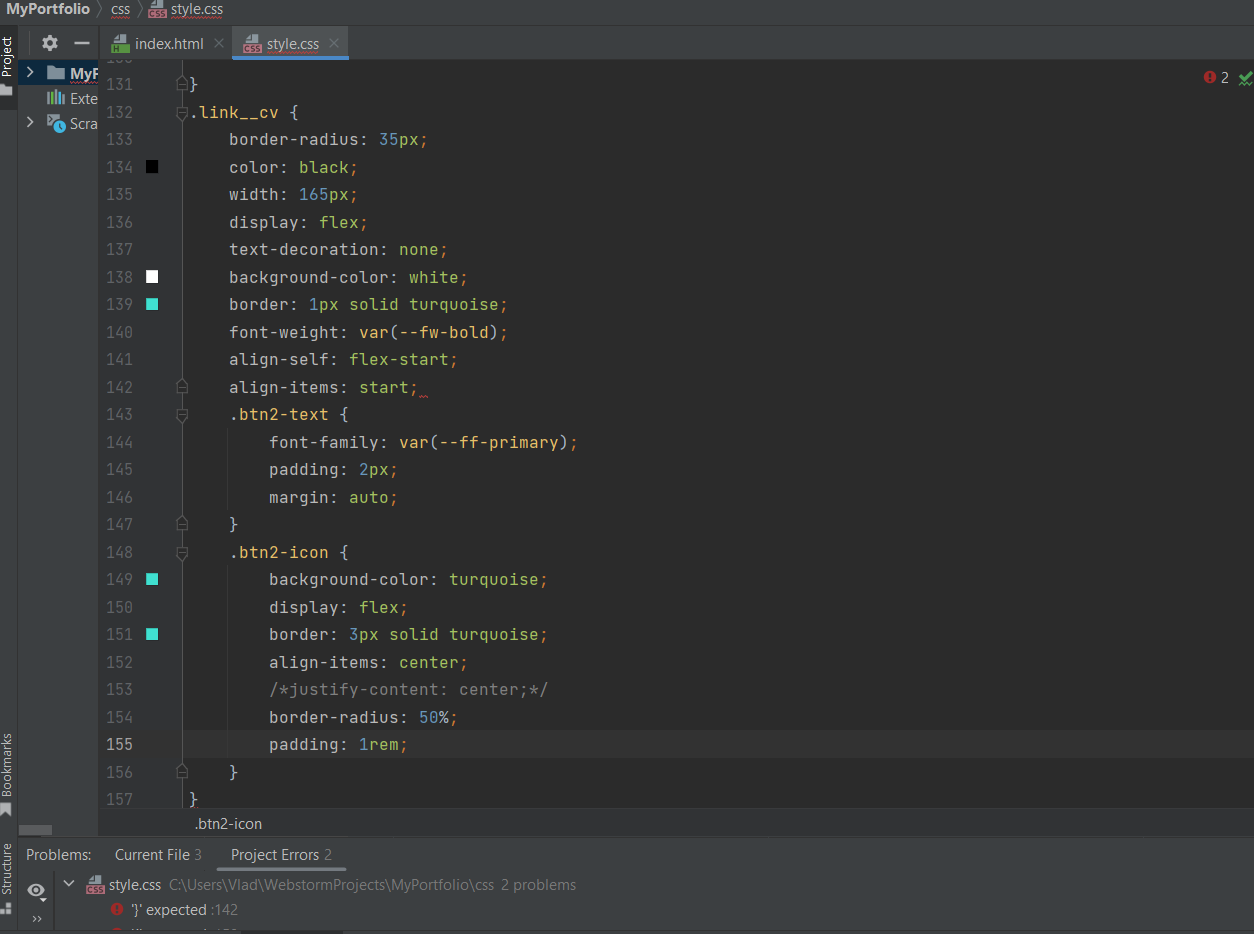 MyPortfolio
css
style.css
index.html
style.css
Project
MyP
Exte
Scra
2
131 }
132 .link__cv {
133 border-radius: 35px;
134 color: black;
135 width: 165px;
136 display: flex;
137 text-decoration: none;
138 background-color: white;
139 border: 1px solid turquoise;
140 font-weight: var(--fw-bold);
141 align-self: flex-start;
142 align-items: start;
143 .btn2-text {
144 font-family: var(--ff-primary);
145 padding: 2px;
146 margin: auto;
147 }
148 .btn2-icon {
149 background-color: turquoise;
150 display: flex;
151 border: 3px solid turquoise;
152 align-items: center;
153 /*justify-content: center;*/
154 border-radius: 50%;
155 padding: 1rem;
156 }
157 }
.btn2-icon
Bookmarks
Structure
Problems: Current File 3 Project Errors 2
style.css C:\Users\Vlad\WebstormProjects\MyPortfolio\css 2 problems
'}' expected :142